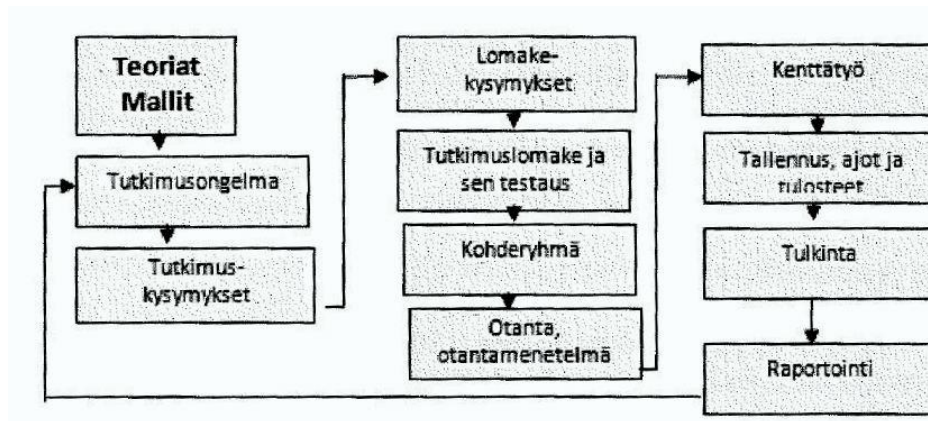 Teoriat
Mallit
Tutkimusongelma
Tutkimus-
kysymykset
Lomake-
kysymykset
Tutkimuslomake ja
sen testaus
Kohderyhmä
Otanta,
otantamenetelmä
Kenttätyö
Tallennus, ajot ja
tulosteet
Tulkinta
Raportointi